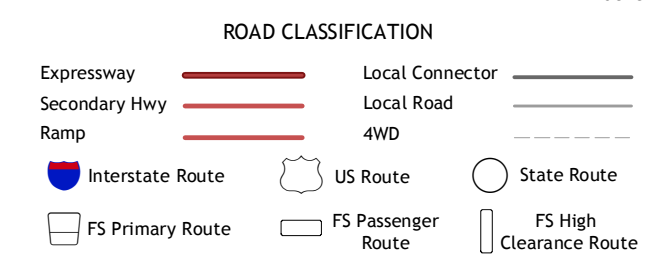 ROAD CLASSIFICATION
Expressway
Local Connector
Secondary Hwy
Local Road
Ramp
4WD
Interstate Route
US Route
State Route
FS Primary Route
FS Passenger
Route
FS High
Clearance Route